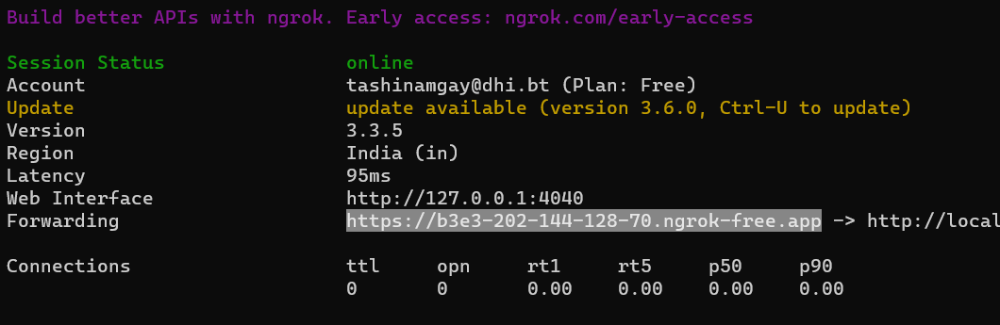 Build better APIs with ngrok. Early access: ngrok.com/early-access
Session Status online
Account tashinamgay@dhi.bt (Plan: Free)
Update update available (version 3.6.0, Ctrl-U to update)
Version 3.3.5
Region India (in)
Latency 95ms
Web Interface http://127.0.0.1:4040
Forwarding https://b3e3-202-144-128-70.ngrok-free.app -> http://local
Connections ttl opn rt1 rt5 p50 p90
0 0 0.00 0.00 0.00 0.00